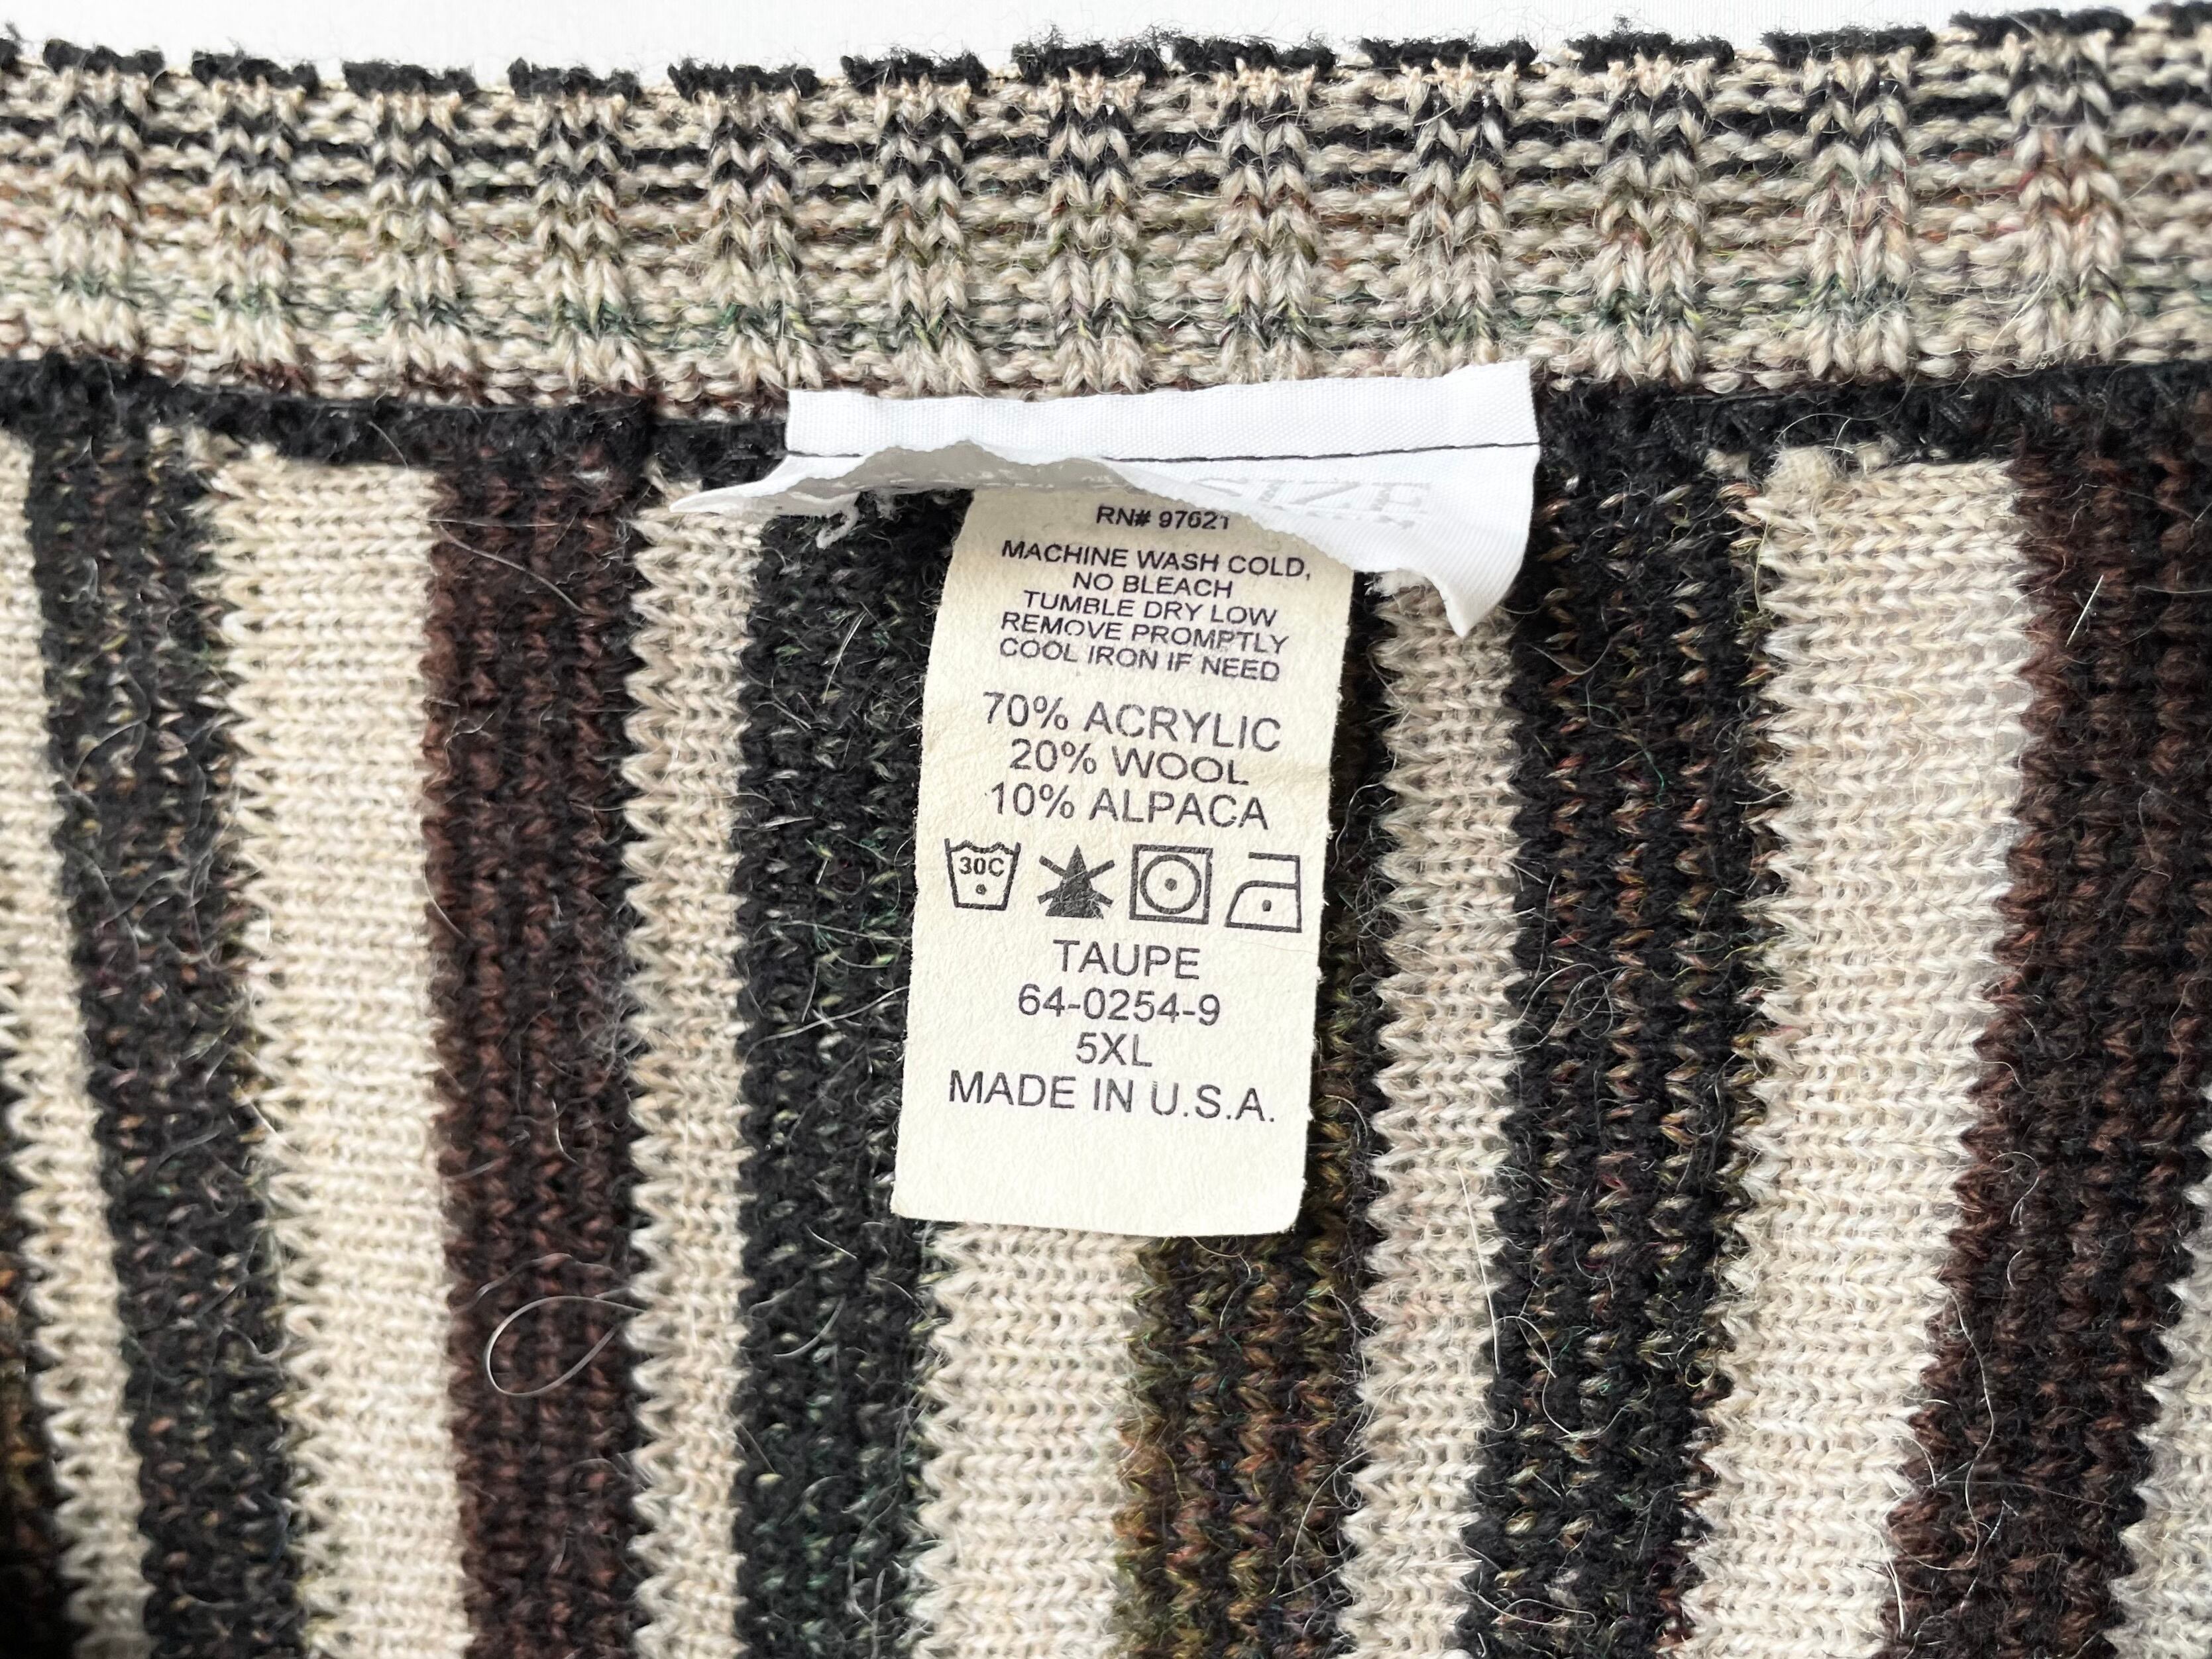 SIZE
RN# 97621
MACHINE WASH COLD,
NO BLEACH
TUMBLE DRY LOW
REMOVE PROMPTLY
COOL IRON IF NEED
70% ACRYLIC
20% WOOL
10% ALPACA
30C
TAUPE
64-0254-9
5XL
MADE IN U.S.A.